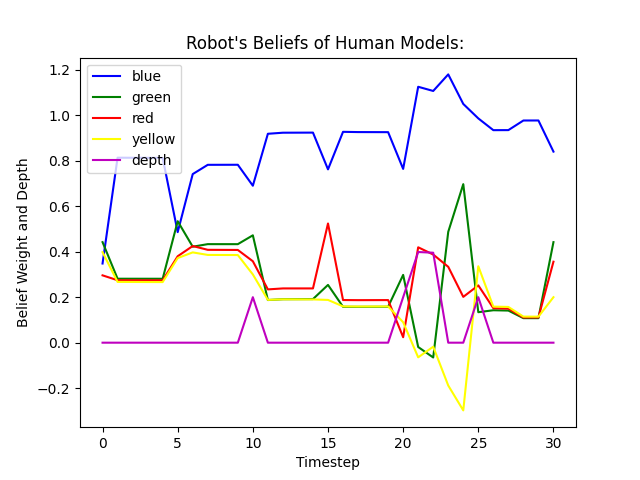 Robot's Beliefs of Human Models:
blue
green
red
yellow
depth
Belief Weight and Depth
1.2
1.0
0.8
0.6
0.4
0.2
0.0
−0.2
0 5 10 15 20 25 30
Timestep